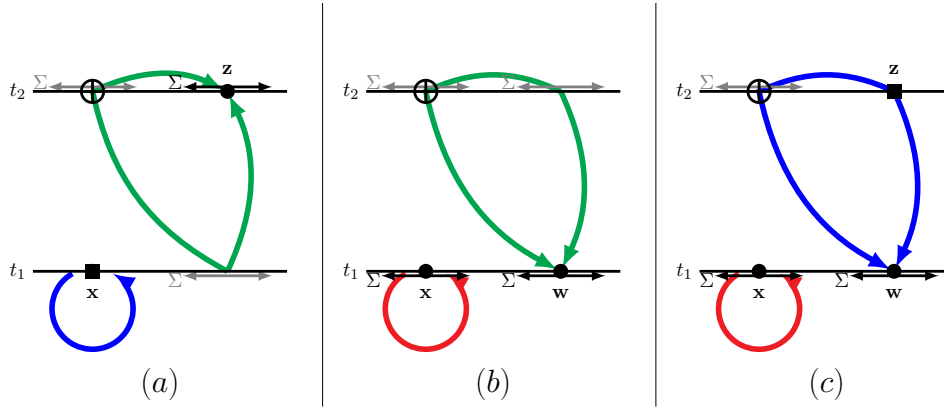 Σ Σ z
t₂
t₁ Σ
x
(a)
Σ Σ
t₂
t₁ Σ Σ
x w
(b)
Σ z
t₂
t₁ Σ Σ
x w
(c)